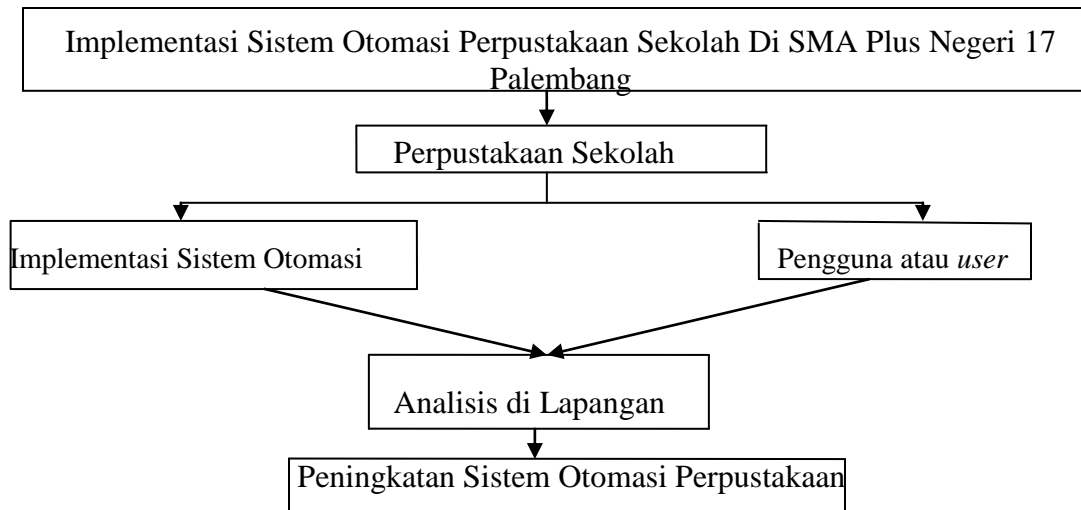 Implementasi Sistem Otomasi Perpustakaan Sekolah Di SMA Plus Negeri 17
Palembang
Perpustakaan Sekolah
Implementasi Sistem Otomasi
Pengguna atau user
Analisis di Lapangan
Peningkatan Sistem Otomasi Perpustakaan